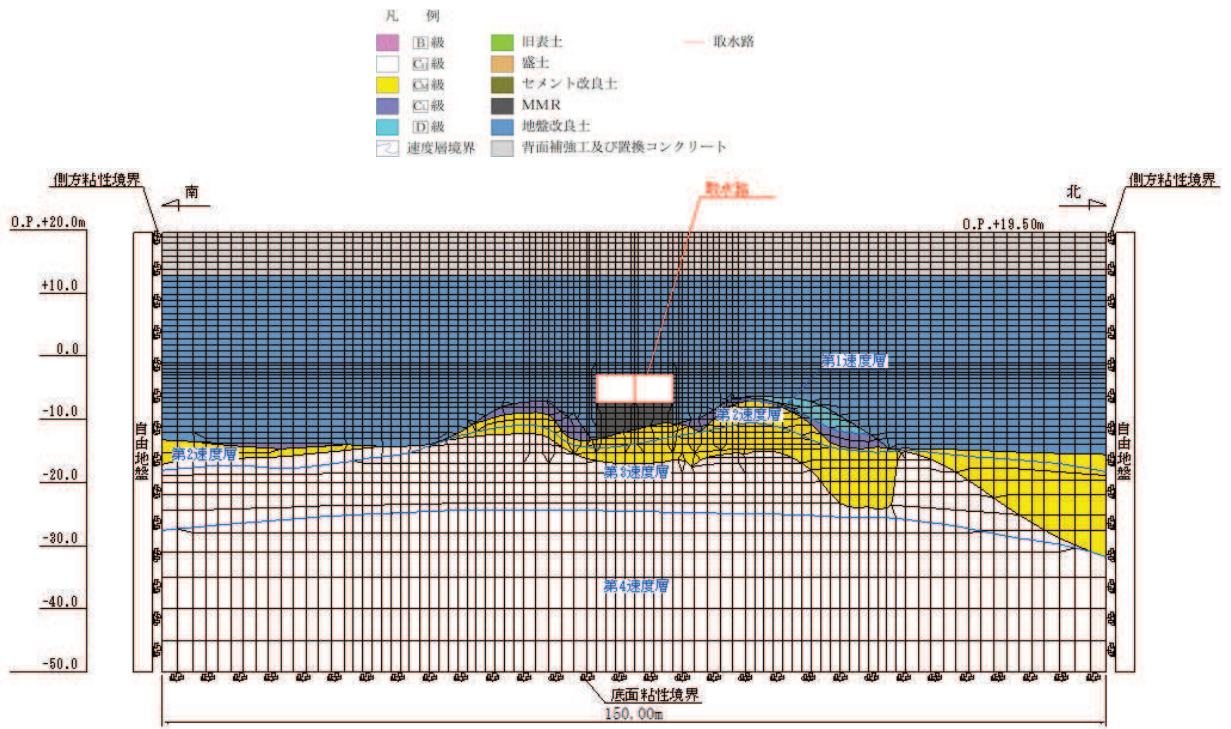 凡 例
B級 旧表土 取水路
CH級 盛土
CM級 セメント改良土
CL級 MMR
D級 地盤改良土
速度層境界 背面補強工及び置換コンクリート
側方粘性境界 南 取水路 北 側方粘性境界
O.P.+20.0m O.P.+19.50m
+10.0
0.0
第1速度層
-10.0
第2速度層
自由地盤 自由地盤
第2速度層
第3速度層
-20.0
-30.0
第4速度層
-40.0
-50.0
底面粘性境界
150.00m